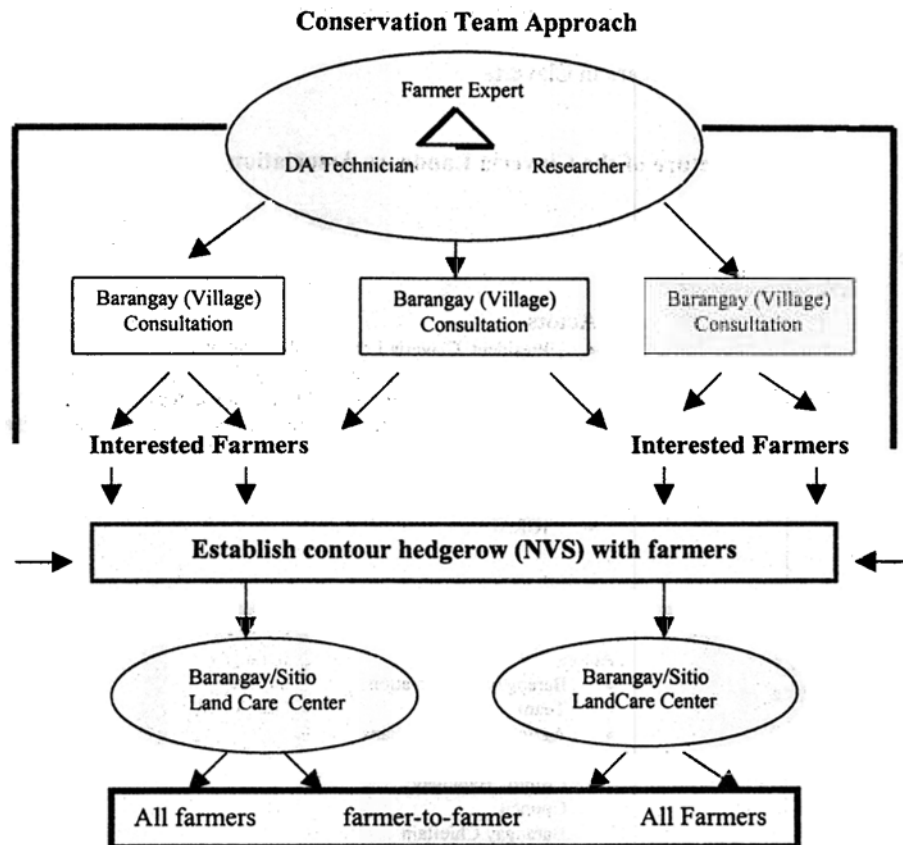 Conservation Team Approach
Farmer Expert
DA Technician Researcher
Barangay (Village)
Consultation
Barangay (Village)
Consultation
Barangay (Village)
Consultation
Interested Farmers
Interested Farmers
Establish contour hedgerow (NVS) with farmers
Barangay/Sitio
Land Care Center
Barangay/Sitio
LandCare Center
All farmers farmer-to-farmer All Farmers